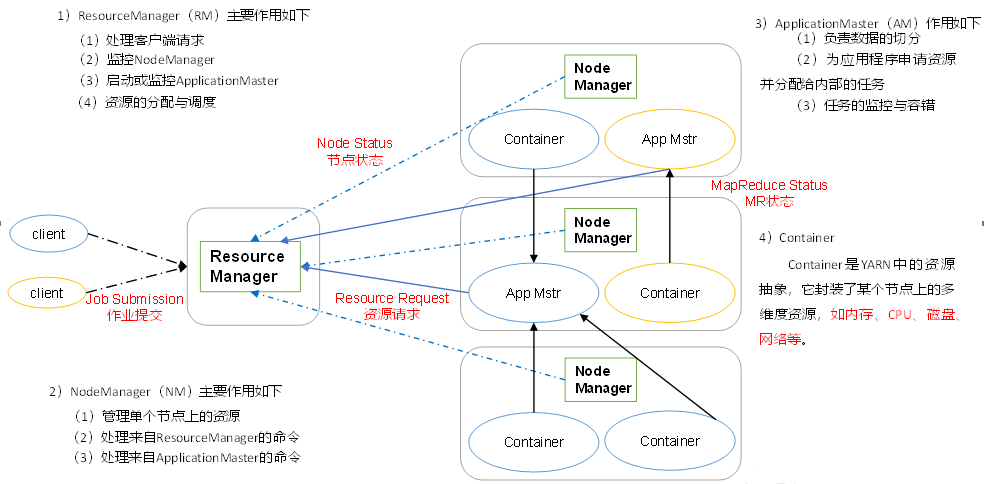 1）ResourceManager（RM）主要作用如下
（1）处理客户端请求
（2）监控NodeManager
（3）启动或监控ApplicationMaster
（4）资源的分配与调度
3）ApplicationMaster（AM）作用如下
（1）负责数据的切分
（2）为应用程序申请资源
并分配给内部的任务
（3）任务的监控与容错
Node
Manager
Container
App Mstr
Node Status
节点状态
MapReduce Status
MR状态
client
client
Job Submission
作业提交
Resource
Manager
Resource Request
资源请求
Node
Manager
App Mstr
Container
4）Container
Container是YARN中的资源
抽象，它封装了某个节点上的多
维度资源，如内存、CPU、磁盘、
网络等。
2）NodeManager（NM）主要作用如下
（1）管理单个节点上的资源
（2）处理来自ResourceManager的命令
（3）处理来自ApplicationMaster的命令
Node
Manager
Container
Container